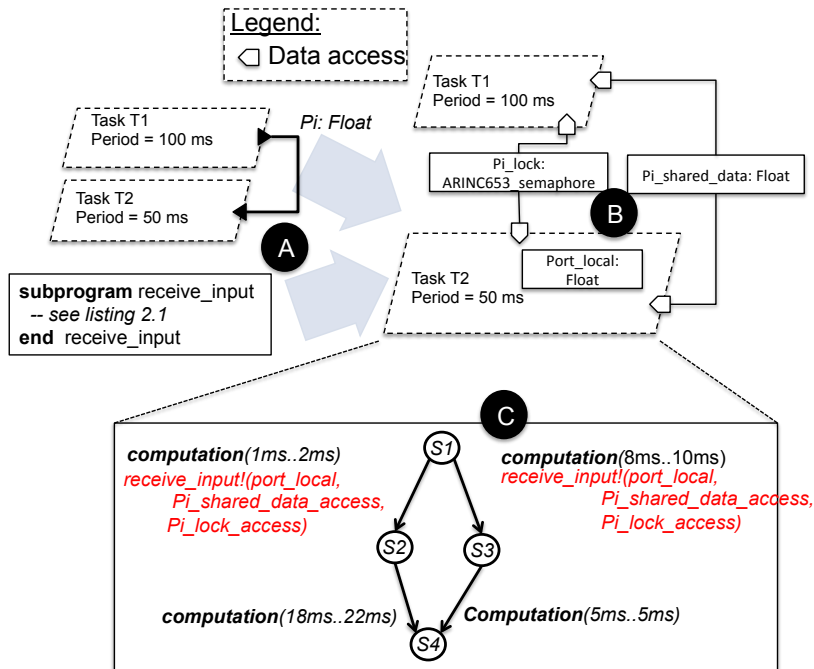 Legend:
Data access
Task T1
Period = 100 ms
Pi: Float
Task T2
Period = 50 ms
A
subprogram receive_input
-- see listing 2.1
end receive_input
Task T1
Period = 100 ms
Pi_lock:
ARINC653_semaphore
Pi_shared_data: Float
B
Task T2
Period = 50 ms
Port_local:
Float
C
computation(1ms..2ms)
receive_input!(port_local,
Pi_shared_data_access,
Pi_lock_access)
S1
computation(8ms..10ms)
receive_input!(port_local,
Pi_shared_data_access,
Pi_lock_access)
S2
S3
computation(18ms..22ms)
Computation(5ms..5ms)
S4